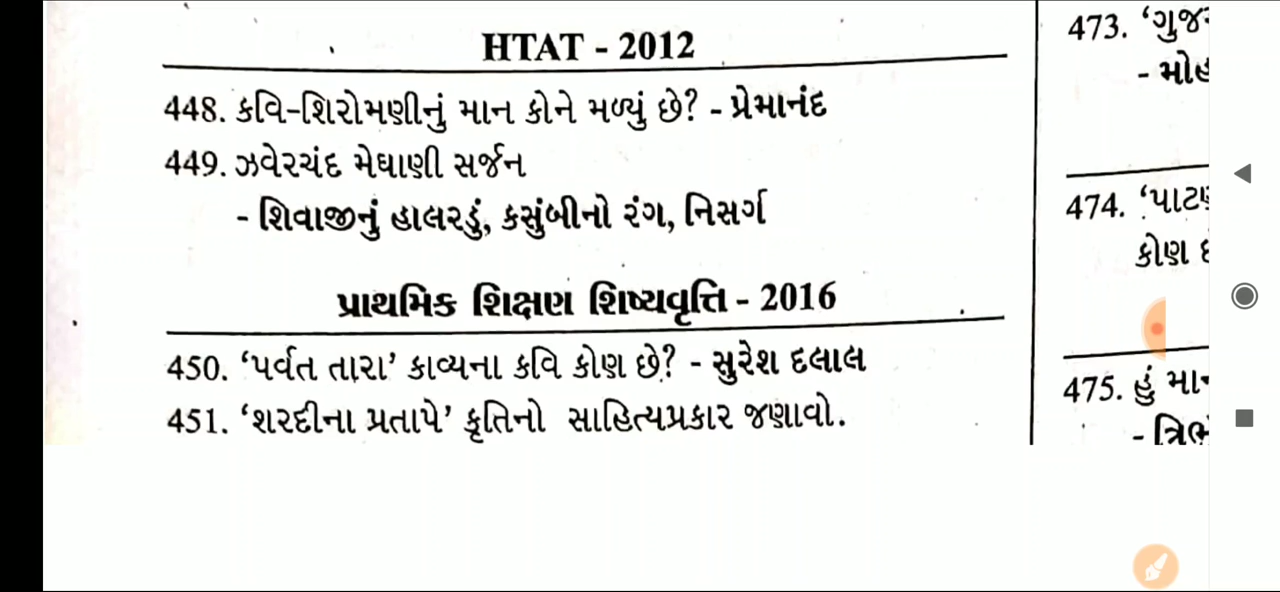 HTAT - 2012
448. કવિ-શિરોમણીનું માન કોને મળ્યું છે? - પ્રેમાનંદ
449. ઝવેરચંદ મેઘાણી સર્જન
- શિવાજીનું હાલરડું, કસુંબીનો રંગ, નિસર્ગ
પ્રાથમિક શિક્ષણ શિષ્યવૃત્તિ - 2016
450. 'પર્વત તારા' કાવ્યના કવિ કોણ છે? - સુરેશ દલાલ
451. 'શરદીના પ્રતાપે' કૃતિનો સાહિત્યપ્રકાર જણાવો.
473.
474.
કોણ
475. હું